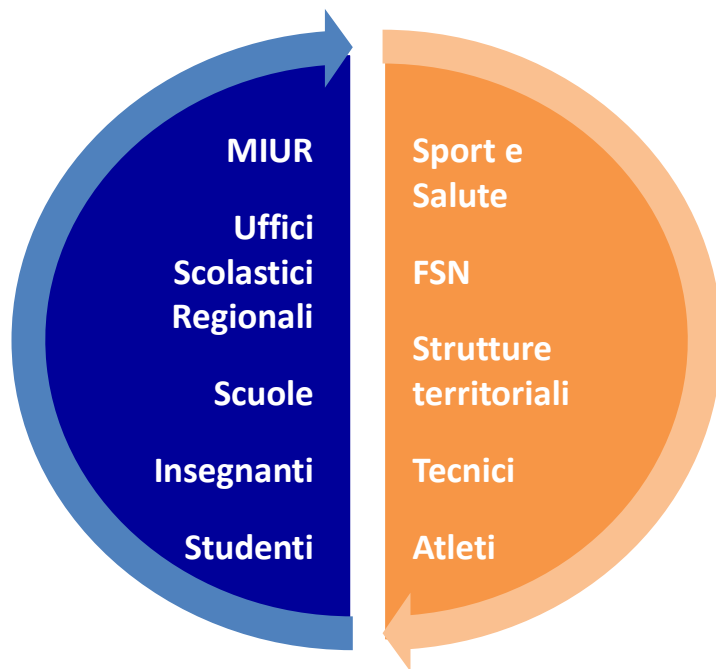 MIUR
Uffici
Scolastici
Regionali
Scuole
Insegnanti
Studenti
Sport e
Salute
FSN
Strutture
territoriali
Tecnici
Atleti